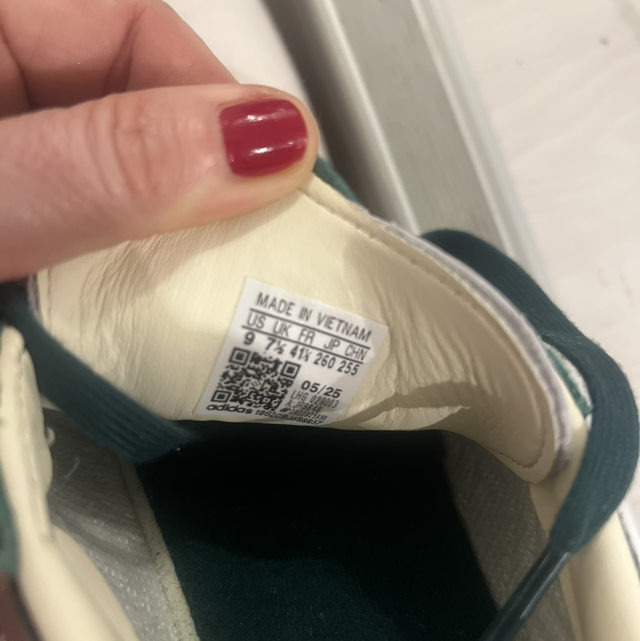 MADE IN VIETNAM
US UK FR JP CHN
9 7½ 41⅓ 260 255
05/25
adidas